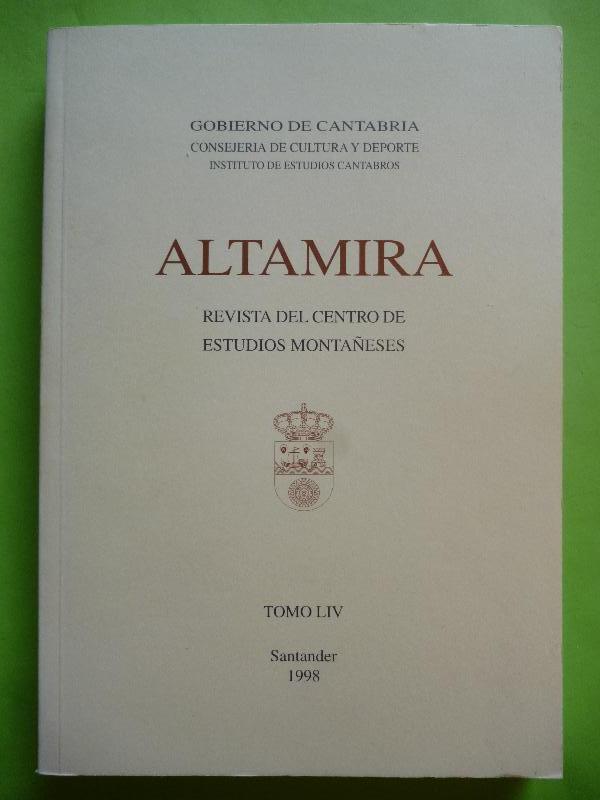 GOBIERNO DE CANTABRIA
CONSEJERIA DE CULTURA Y DEPORTE
INSTITUTO DE ESTUDIOS CANTABROS
ALTAMIRA
REVISTA DEL CENTRO DE
ESTUDIOS MONTAÑESES
TOMO LIV
Santander
1998